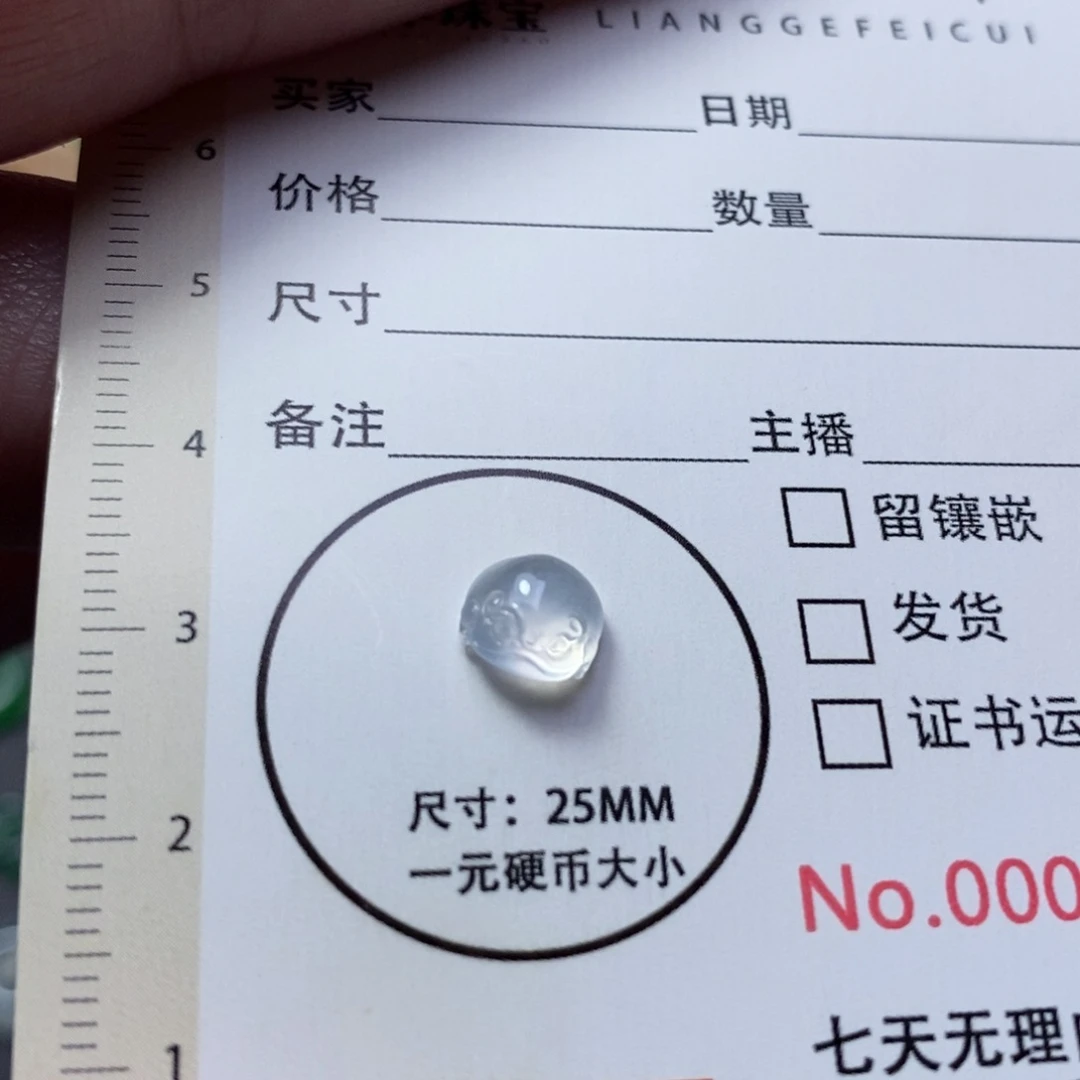 珠宝 LIANGGEFEICUI
买家 日期
价格 数量
尺寸
备注 主播
留镶嵌
发货
证书运
尺寸：25MM
一元硬币大小
No.000
七天无理
6
5
4
3
2
1